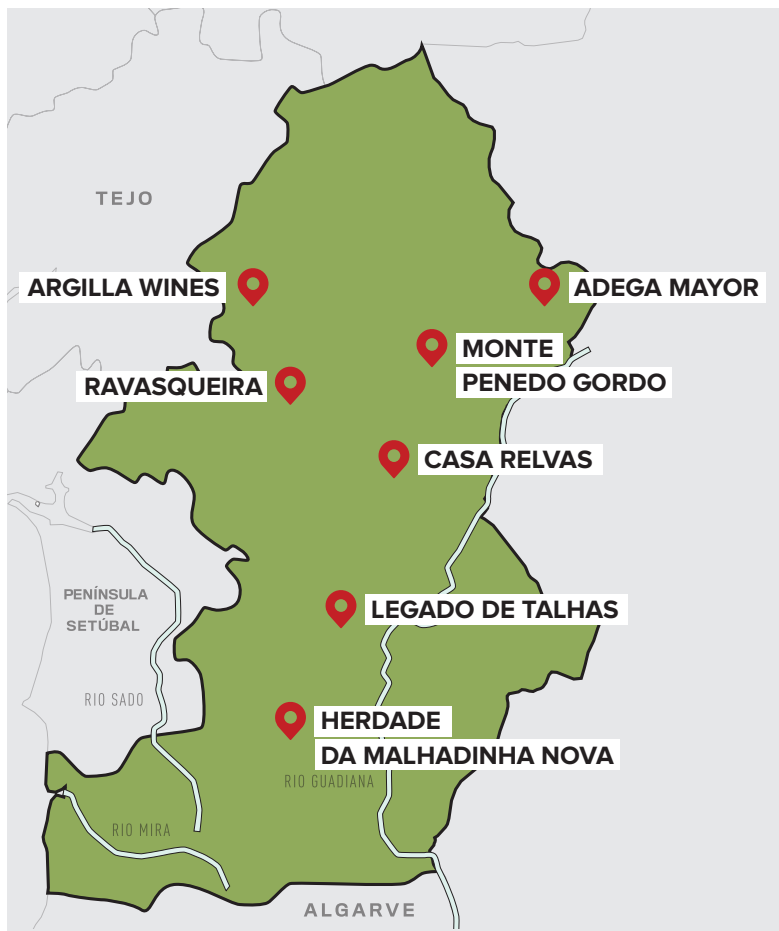 TEJO
ARGILLA WINES
ADEGA MAYOR
MONTE
PENEDO GORDO
RAVASQUEIRA
CASA RELVAS
PENÍNSULA
DE
SETÚBAL
LEGADO DE TALHAS
RIO SADO
HERDADE
DA MALHADINHA NOVA
RIO GUADIANA
RIO MIRA
ALGARVE